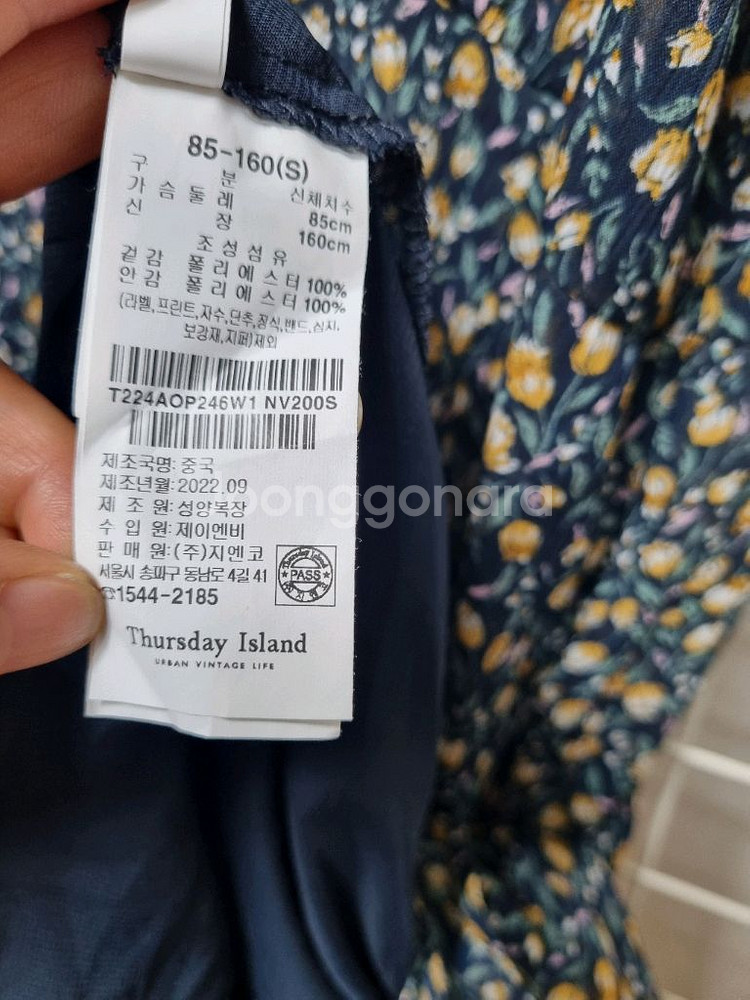 85-160(S)
구 분 신체치수
가 슴 둘 레 85cm
신 장 160cm
조 성 섬 유
겉 감 폴 리 에 스 터 100%
안 감 폴 리 에 스 터 100%
(라벨,프린트,자수,단추,장식,밴드,심지,
보강재,지퍼)제외
T224AOP246W1 NV200S
제조국명: 중국
제조년월: 2022.09
제 조 원: 성양복장
수 입 원: 제이엔비
판 매 원: (주)지엔코
서울시 송파구 동남로 4길 41
☎1544-2185
Thursday Island
PASS
Thursday Island
URBAN VINTAGE LIFE
joonggonara